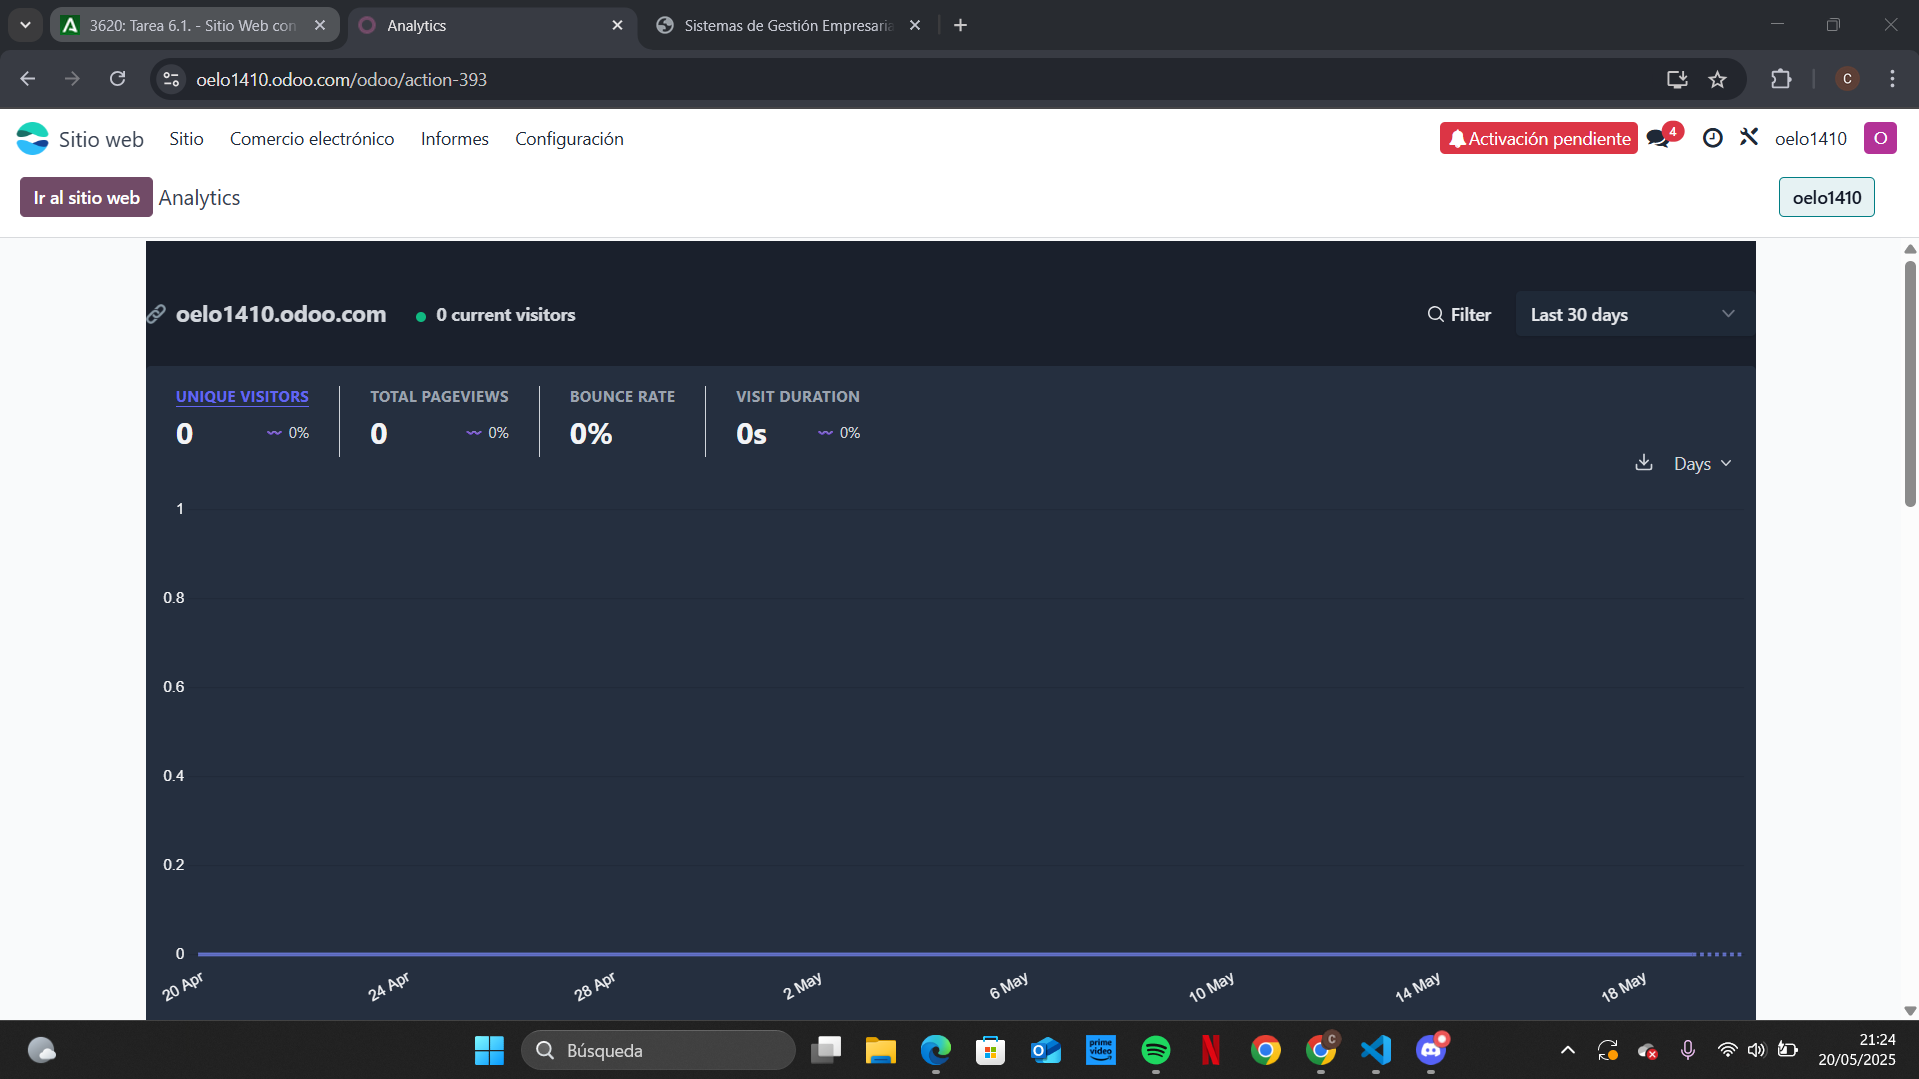 3620: Tarea 6.1. - Sitio Web con
Analytics
Sistemas de Gestión Empresaria
oelo1410.odoo.com/odoo/action-393
C
Sitio web
Sitio
Comercio electrónico
Informes
Configuración
Activación pendiente
4
oelo1410
O
Ir al sitio web
Analytics
oelo1410
oelo1410.odoo.com
0 current visitors
Filter
Last 30 days
UNIQUE VISITORS
0
0%
TOTAL PAGEVIEWS
0
0%
BOUNCE RATE
0%
VISIT DURATION
0s
0%
Days
1
0.8
0.6
0.4
0.2
0
20 Apr
24 Apr
28 Apr
2 May
6 May
10 May
14 May
18 May
Búsqueda
prime video
C
21:24
20/05/2025